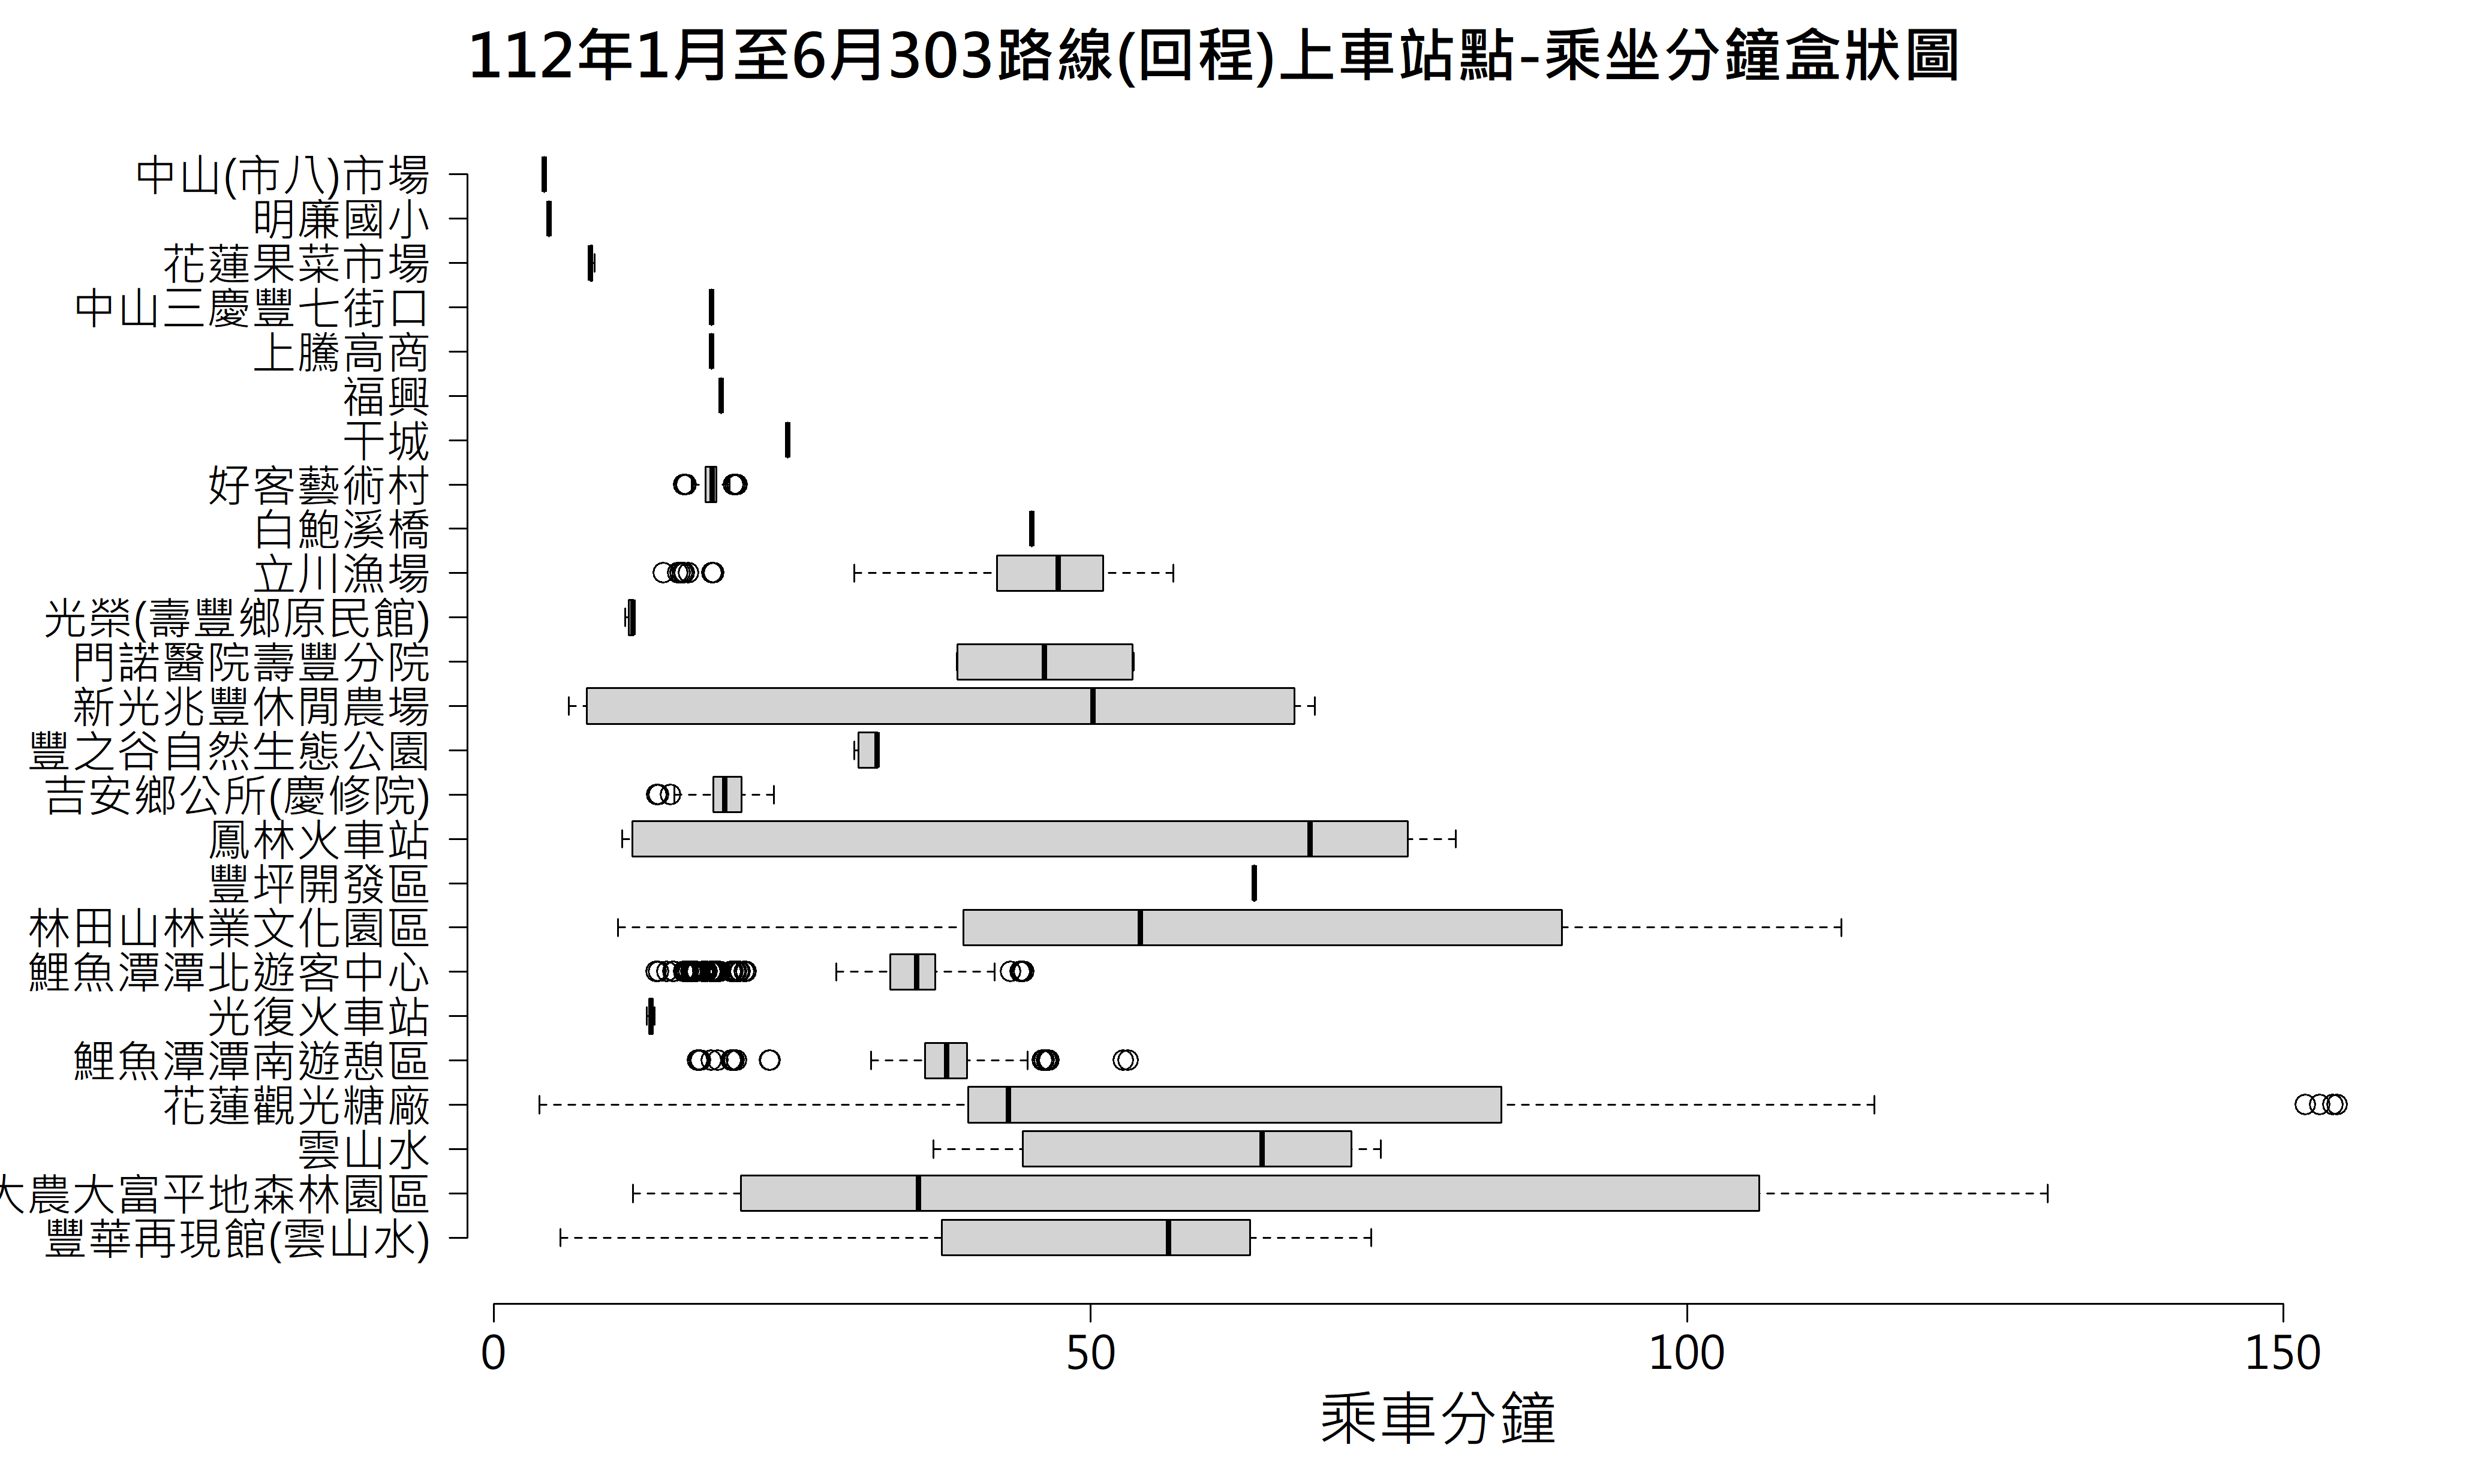 112年1月至6月303路線(回程)上車站點-乘坐分鐘盒狀圖
中山(市八)市場
明廉國小
花蓮果菜市場
中山三慶豐七街口
上騰高商
福興
干城
好客藝術村
白鮑溪橋
立川漁場
光榮(壽豐鄉原民館)
門諾醫院壽豐分院
新光兆豐休閒農場
豐之谷自然生態公園
吉安鄉公所(慶修院)
鳳林火車站
豐坪開發區
林田山林業文化園區
鯉魚潭潭北遊客中心
光復火車站
鯉魚潭潭南遊憩區
花蓮觀光糖廠
雲山水
大農大富平地森林園區
豐華再現館(雲山水)
0 50 100 150
乘車分鐘